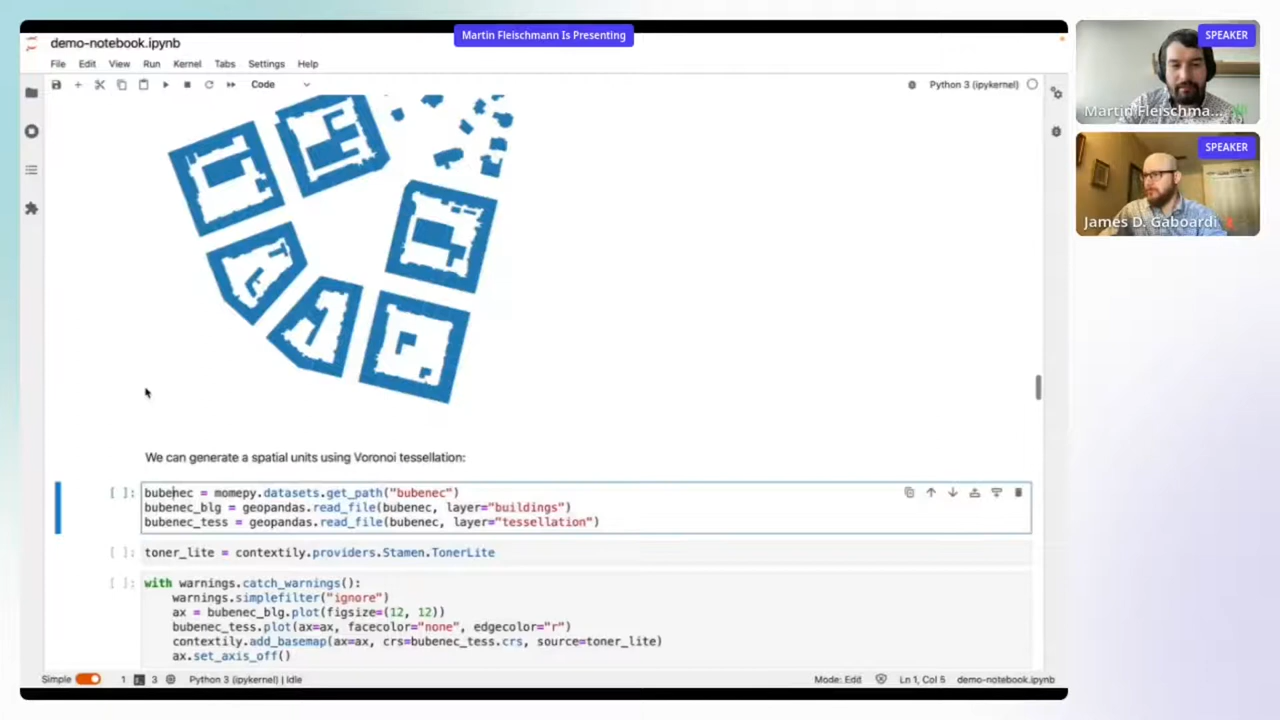 Martin Fleischmann Is Presenting
demo-notebook.ipynb
File Edit View Run Kernel Tabs Settings Help
Code
Python 3 (ipykernel)
We can generate a spatial units using Voronoi tessellation:
[ ]: bubenec = momepy.datasets.get_path("bubenec")
bubenec_blg = geopandas.read_file(bubenec, layer="buildings")
bubenec_tess = geopandas.read_file(bubenec, layer="tessellation")
[ ]: toner_lite = contextily.providers.Stamen.TonerLite
[ ]: with warnings.catch_warnings():
warnings.simplefilter("ignore")
ax = bubenec_blg.plot(figsize=(12, 12))
bubenec_tess.plot(ax=ax, facecolor="none", edgecolor="r")
contextily.add_basemap(ax=ax, crs=bubenec_tess.crs, source=toner_lite)
ax.set_axis_off()
Simple 1 3 Python 3 (ipykernel) | Idle Mode: Edit Ln 1, Col 5 demo-notebook.ipynb
SPEAKER
Martin Fleischma...
SPEAKER
James D. Gaboardi